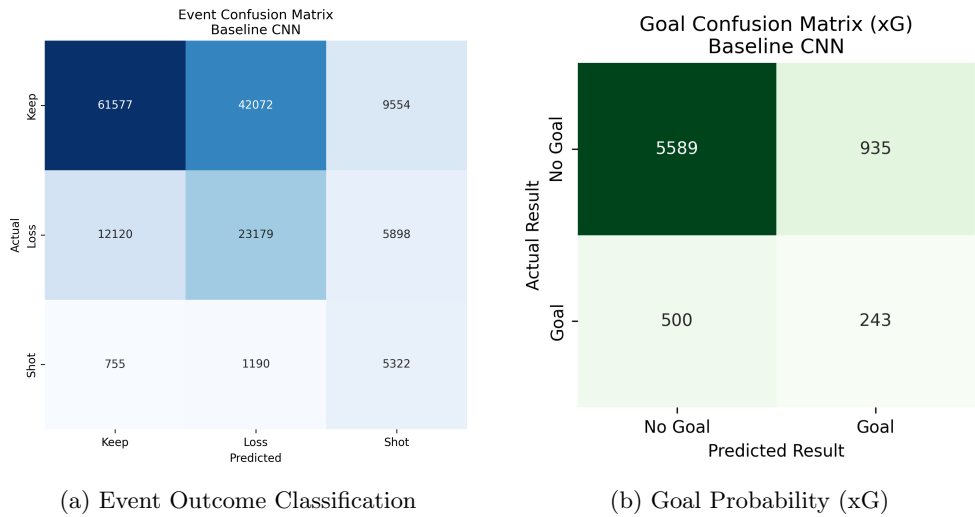 Event Confusion Matrix
Baseline CNN
Actual
Keep
61577 42072 9554
Loss
12120 23179 5898
Shot
755 1190 5322
Keep Loss Shot
Predicted
(a) Event Outcome Classification
Goal Confusion Matrix (xG)
Baseline CNN
Actual Result
No Goal
5589 935
Goal
500 243
No Goal Goal
Predicted Result
(b) Goal Probability (xG)